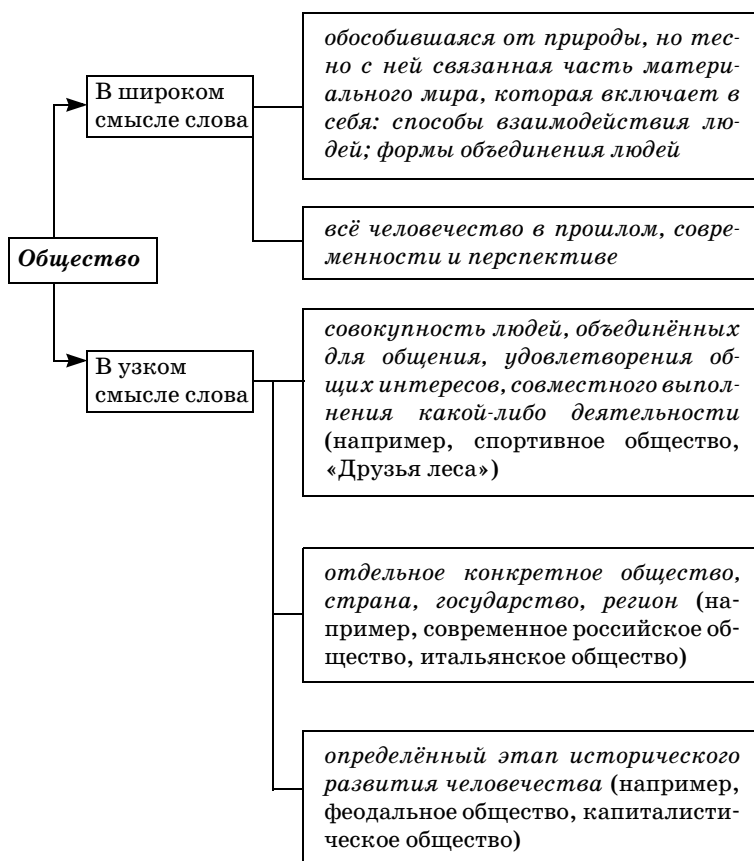 обособившаяся от природы, но тес-
но с ней связанная часть матери-
ального мира, которая включает в
себя: способы взаимодействия лю-
дей; формы объединения людей
В широком
смысле слова
всё человечество в прошлом, совре-
менности и перспективе
Общество
совокупность людей, объединённых
для общения, удовлетворения об-
щих интересов, совместного выпол-
нения какой-либо деятельности
(например, спортивное общество,
«Друзья леса»)
В узком
смысле слова
отдельное конкретное общество,
страна, государство, регион (на-
пример, современное российское об-
щество, итальянское общество)
определённый этап исторического
развития человечества (например,
феодальное общество, капиталисти-
ческое общество)